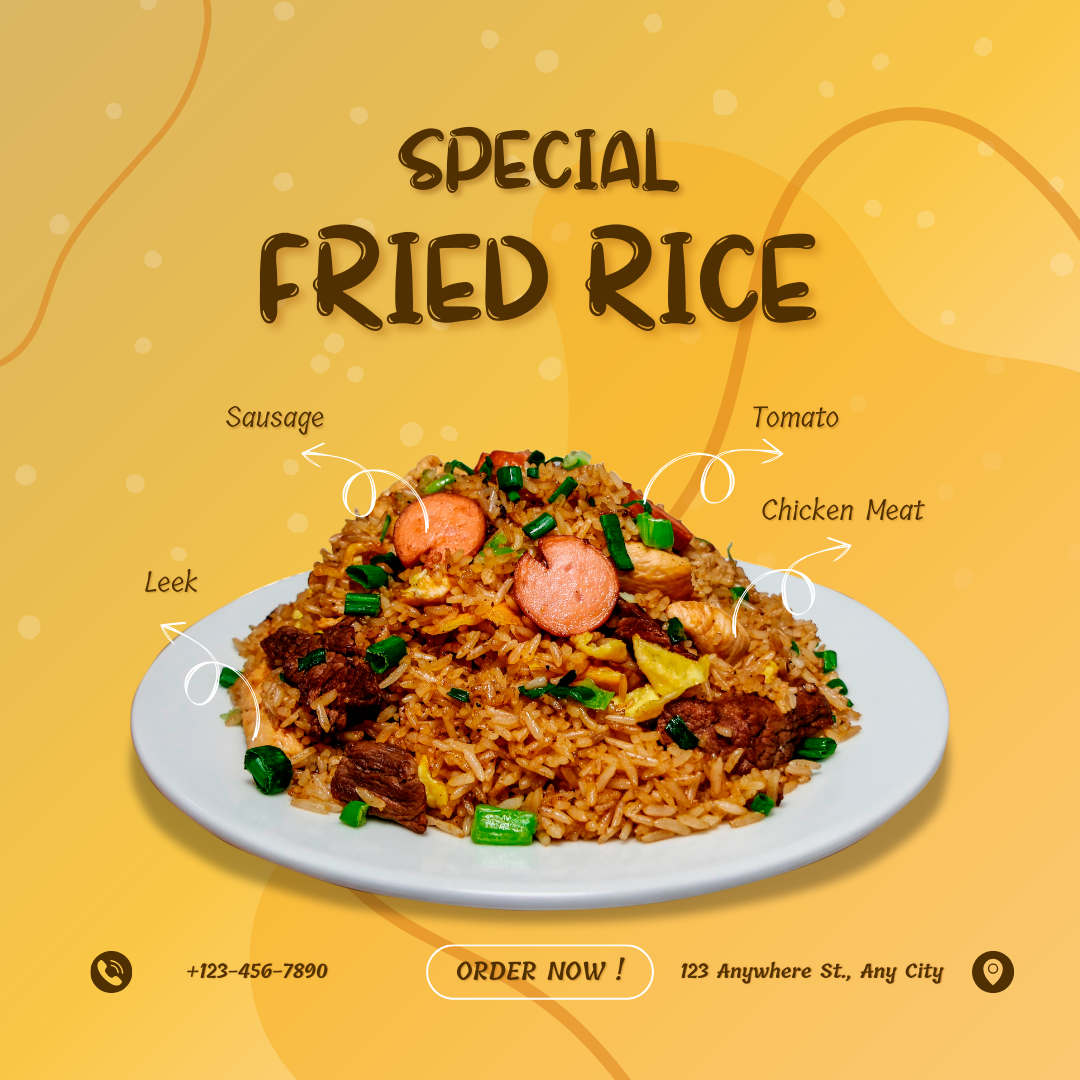 SPECIAL
FRIED RICE
Sausage
Tomato
Chicken Meat
Leek
+123-456-7890
ORDER NOW !
123 Anywhere St., Any City